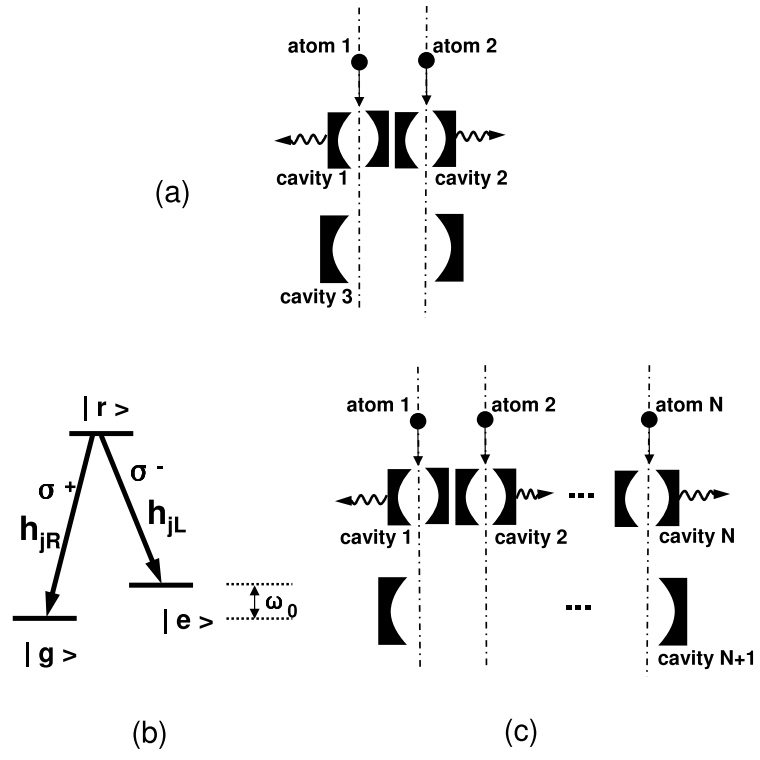 atom 1 atom 2
cavity 1 cavity 2
(a)
cavity 3
| r >
σ + σ -
h_jR h_jL
ω_0
| e >
| g >
(b)
atom 1 atom 2 atom N
cavity 1 cavity 2 cavity N
cavity N+1
(c)